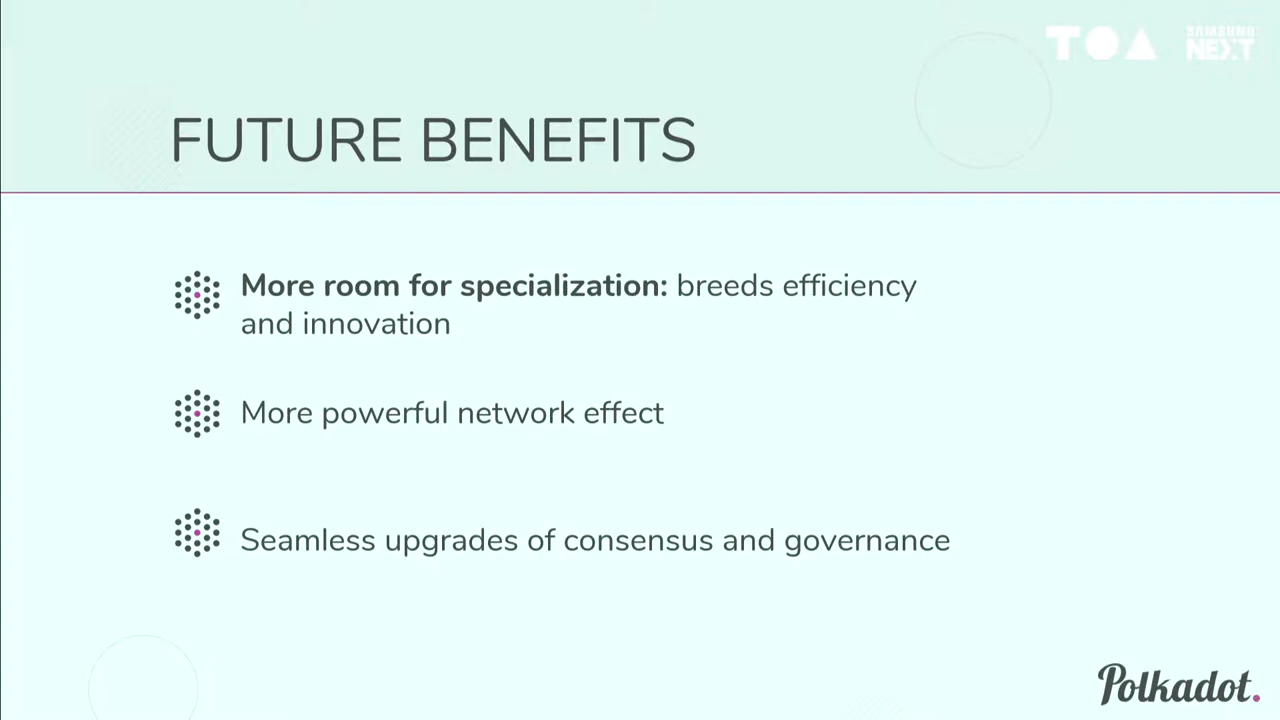 TOA
SAMSUNG
NEXT
FUTURE BENEFITS
More room for specialization: breeds efficiency
and innovation
More powerful network effect
Seamless upgrades of consensus and governance
Polkadot.